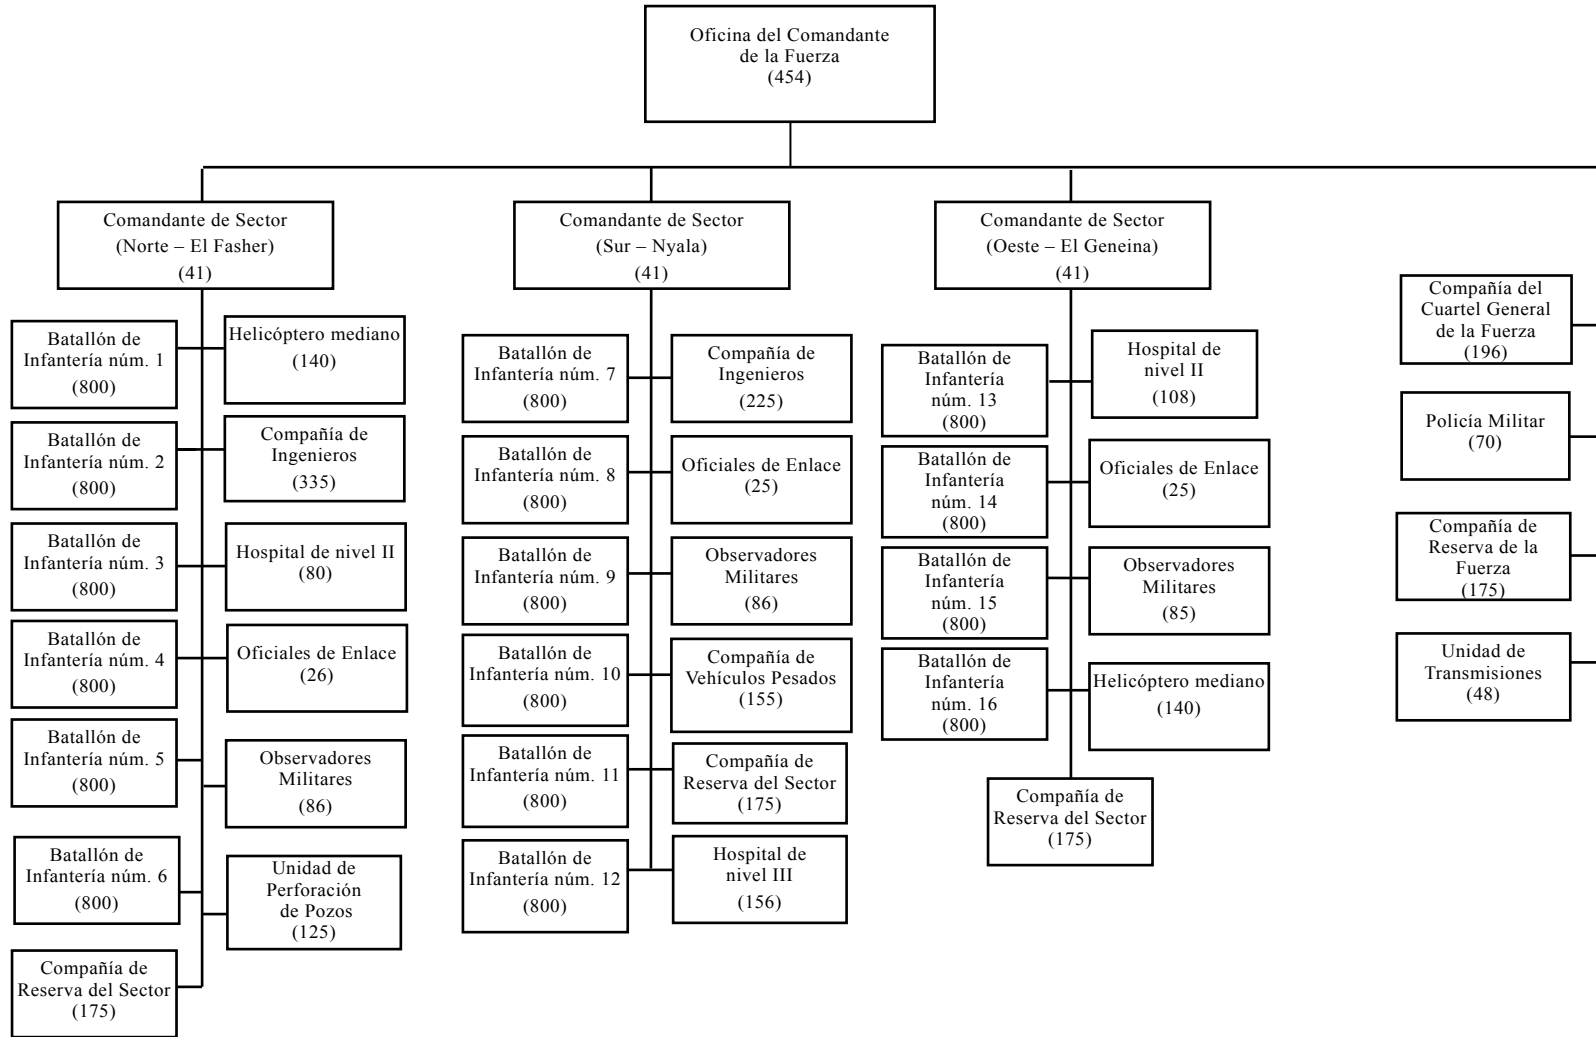 Oficina del Comandante
de la Fuerza
(454)
Comandante de Sector
(Norte – El Fasher)
(41)
Batallón de
Infantería núm. 1
(800)
Helicóptero mediano
(140)
Batallón de
Infantería núm. 2
(800)
Compañía de
Ingenieros
(335)
Batallón de
Infantería núm. 3
(800)
Hospital de nivel II
(80)
Batallón de
Infantería núm. 4
(800)
Oficiales de Enlace
(26)
Batallón de
Infantería núm. 5
(800)
Observadores
Militares
(86)
Batallón de
Infantería núm. 6
(800)
Unidad de
Perforación
de Pozos
(125)
Compañía de
Reserva del Sector
(175)
Comandante de Sector
(Sur – Nyala)
(41)
Batallón de
Infantería núm. 7
(800)
Compañía de
Ingenieros
(225)
Batallón de
Infantería núm. 8
(800)
Oficiales de Enlace
(25)
Batallón de
Infantería núm. 9
(800)
Observadores
Militares
(86)
Batallón de
Infantería núm. 10
(800)
Compañía de
Vehículos Pesados
(155)
Batallón de
Infantería núm. 11
(800)
Compañía de
Reserva del Sector
(175)
Batallón de
Infantería núm. 12
(800)
Hospital de
nivel III
(156)
Comandante de Sector
(Oeste – El Geneina)
(41)
Batallón de
Infantería
núm. 13
(800)
Hospital de
nivel II
(108)
Batallón de
Infantería
núm. 14
(800)
Oficiales de Enlace
(25)
Batallón de
Infantería
núm. 15
(800)
Observadores
Militares
(85)
Batallón de
Infantería
núm. 16
(800)
Helicóptero mediano
(140)
Compañía de
Reserva del Sector
(175)
Compañía del
Cuartel General
de la Fuerza
(196)
Policía Militar
(70)
Compañía de
Reserva de la
Fuerza
(175)
Unidad de
Transmisiones
(48)